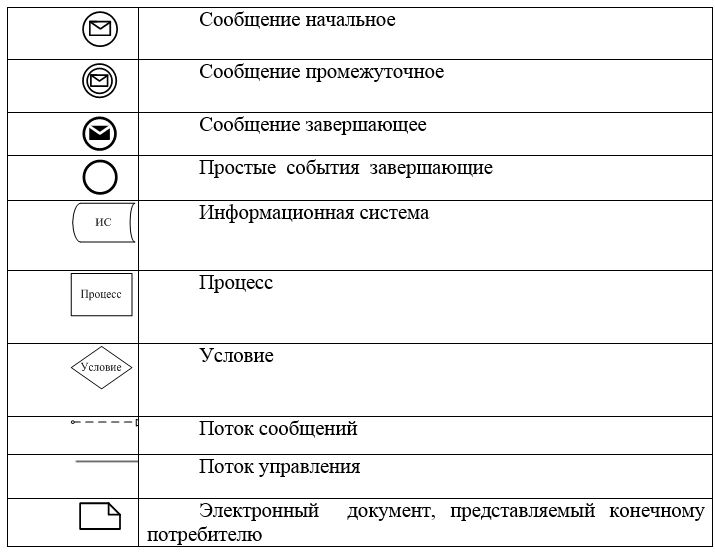 Сообщение начальное
Сообщение промежуточное
Сообщение завершающее
Простые события завершающие
ИС
Информационная система
Процесс
Процесс
Условие
Условие
Поток сообщений
Поток управления
Электронный документ, представляемый конечному
потребителю